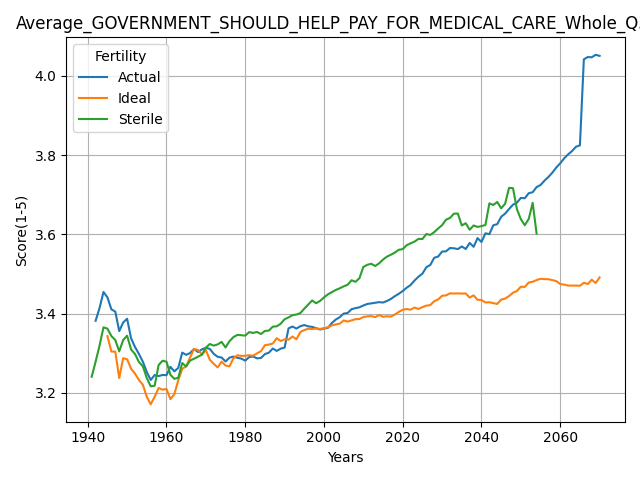 Average_GOVERNMENT_SHOULD_HELP_PAY_FOR_MEDICAL_CARE_Whole_Q
Fertility
Actual
Ideal
Sterile
4.0
3.8
3.6
3.4
3.2
Score(1-5)
1940 1960 1980 2000 2020 2040 2060
Years